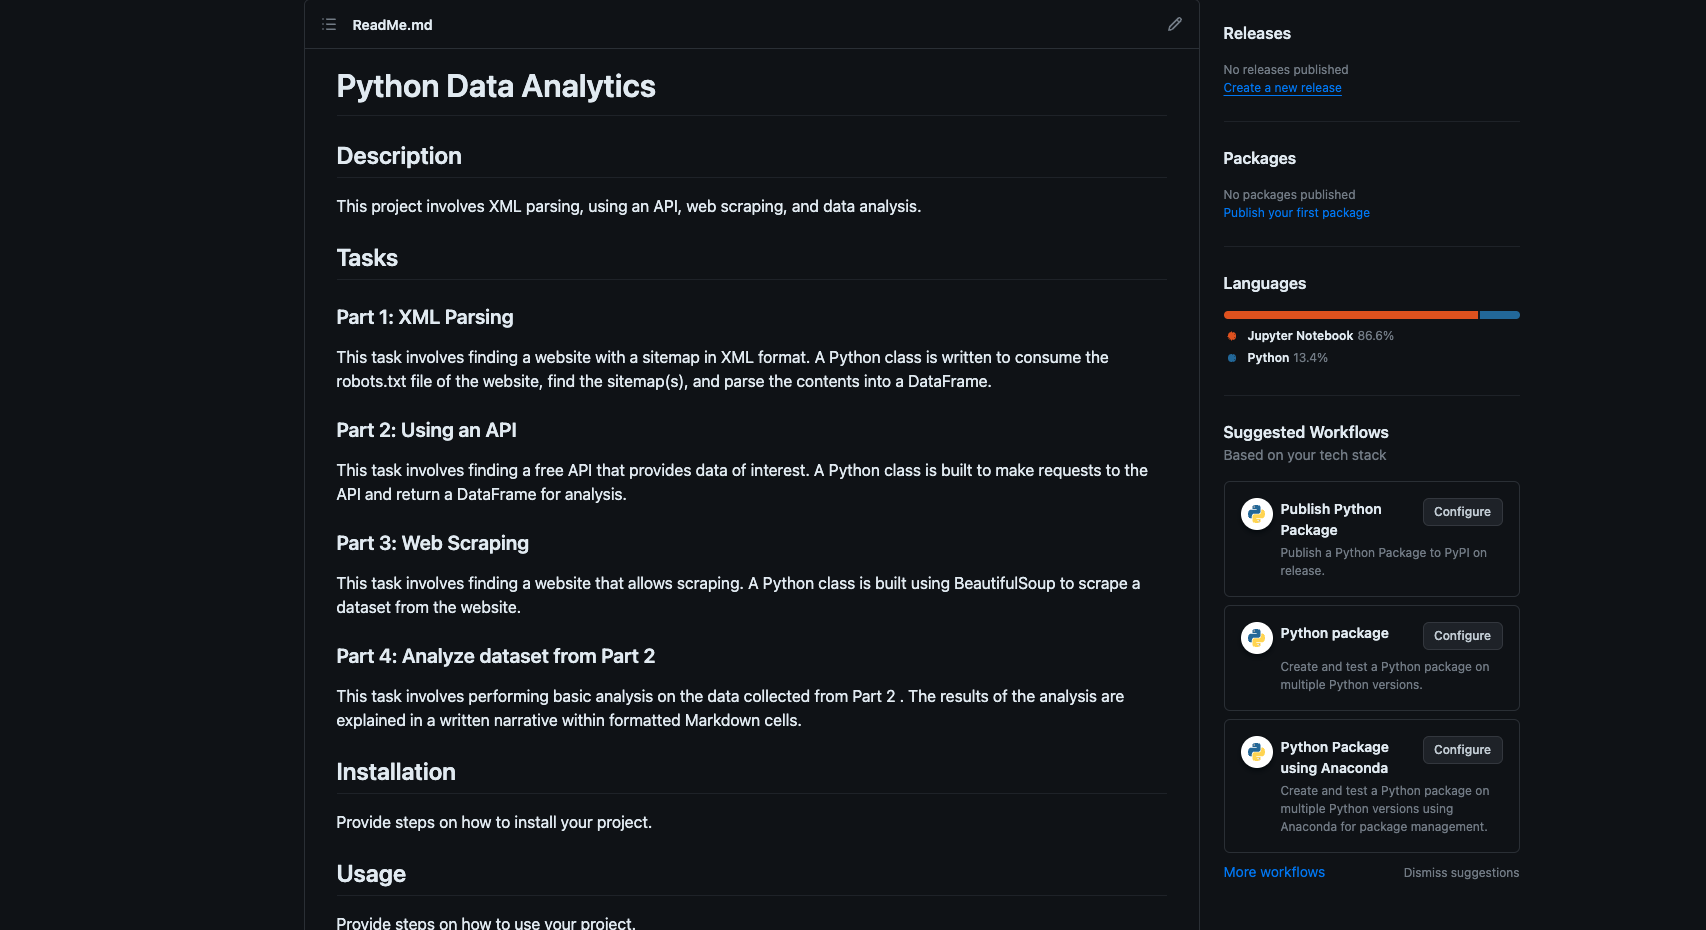 ReadMe.md
Python Data Analytics
Description
This project involves XML parsing, using an API, web scraping, and data analysis.
Tasks
Part 1: XML Parsing
This task involves finding a website with a sitemap in XML format. A Python class is written to consume the
robots.txt file of the website, find the sitemap(s), and parse the contents into a DataFrame.
Part 2: Using an API
This task involves finding a free API that provides data of interest. A Python class is built to make requests to the
API and return a DataFrame for analysis.
Part 3: Web Scraping
This task involves finding a website that allows scraping. A Python class is built using BeautifulSoup to scrape a
dataset from the website.
Part 4: Analyze dataset from Part 2
This task involves performing basic analysis on the data collected from Part 2 . The results of the analysis are
explained in a written narrative within formatted Markdown cells.
Installation
Provide steps on how to install your project.
Usage
Provide steps on how to use your project.
Releases
No releases published
Create a new release
Packages
No packages published
Publish your first package
Languages
Jupyter Notebook 86.6%
Python 13.4%
Suggested Workflows
Based on your tech stack
Publish Python
Package
Configure
Publish a Python Package to PyPI on
release.
Python package
Configure
Create and test a Python package on
multiple Python versions.
Python Package
using Anaconda
Configure
Create and test a Python package on
multiple Python versions using
Anaconda for package management.
More workflows
Dismiss suggestions